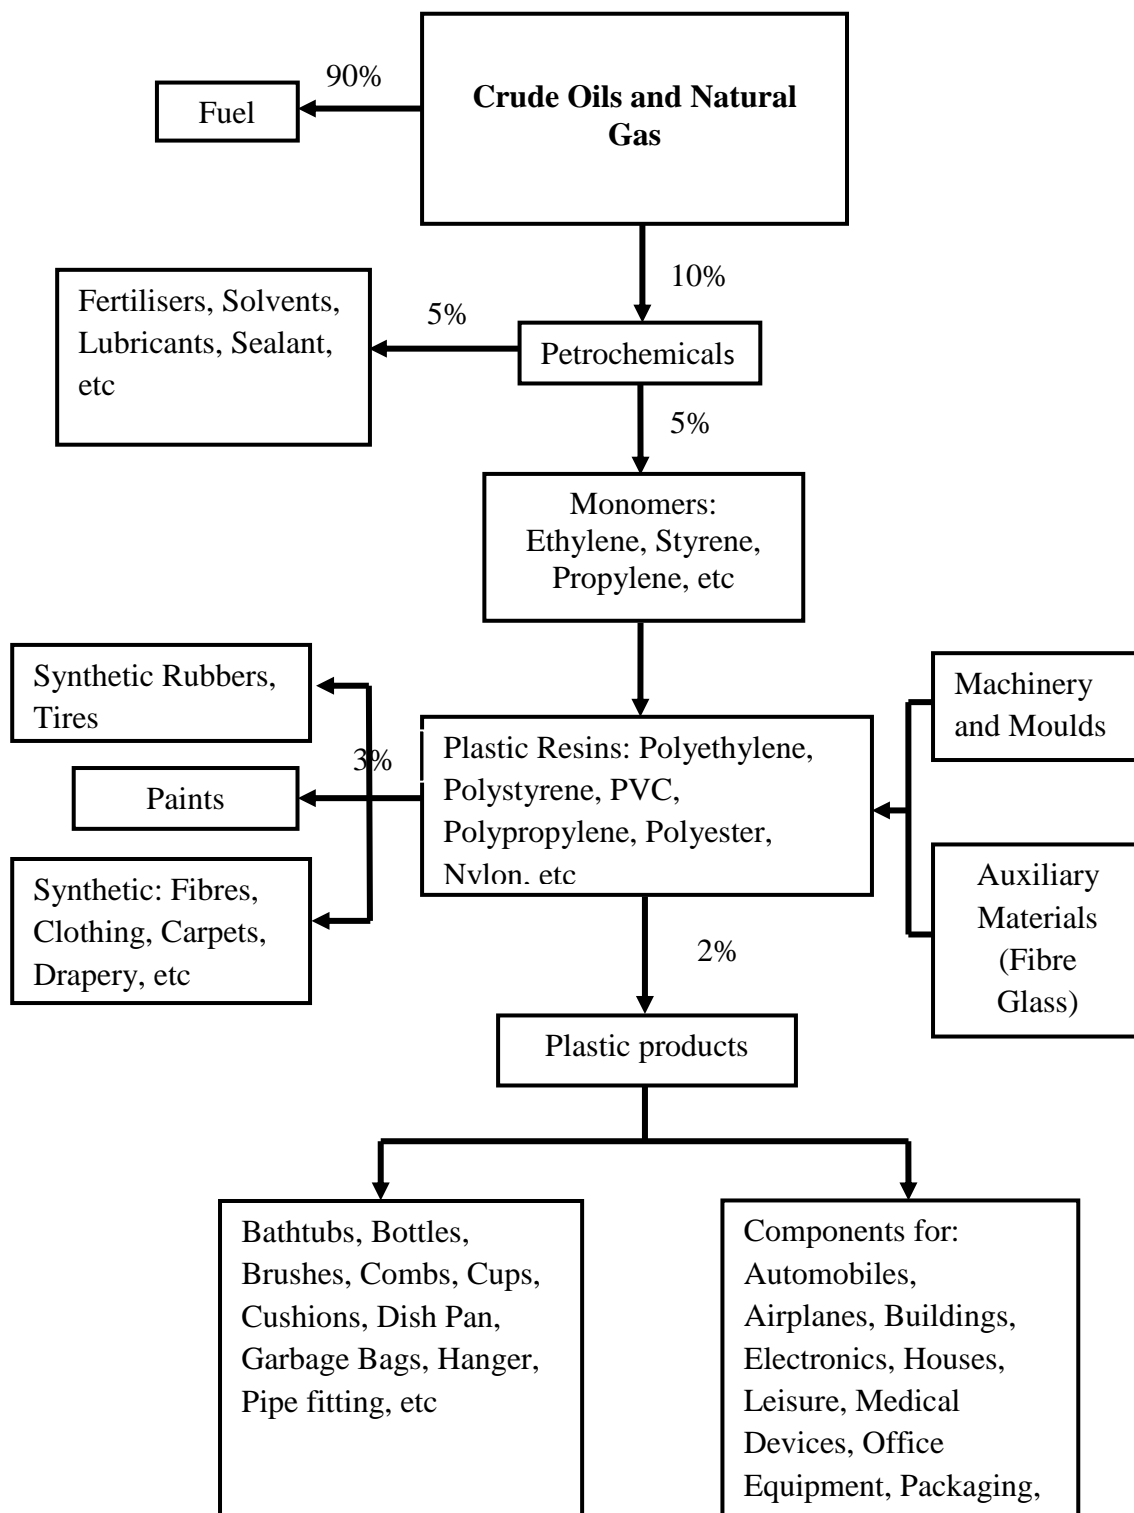 90%
Fuel
Crude Oils and Natural
Gas
10%
Fertilisers, Solvents,
Lubricants, Sealant,
etc
5%
Petrochemicals
5%
Monomers:
Ethylene, Styrene,
Propylene, etc
Synthetic Rubbers,
Tires
Machinery
and Moulds
3%
Paints
Plastic Resins: Polyethylene,
Polystyrene, PVC,
Polypropylene, Polyester,
Nylon, etc
Synthetic: Fibres,
Clothing, Carpets,
Drapery, etc
Auxiliary
Materials
(Fibre
Glass)
2%
Plastic products
Bathtubs, Bottles,
Brushes, Combs, Cups,
Cushions, Dish Pan,
Garbage Bags, Hanger,
Pipe fitting, etc
Components for:
Automobiles,
Airplanes, Buildings,
Electronics, Houses,
Leisure, Medical
Devices, Office
Equipment, Packaging,